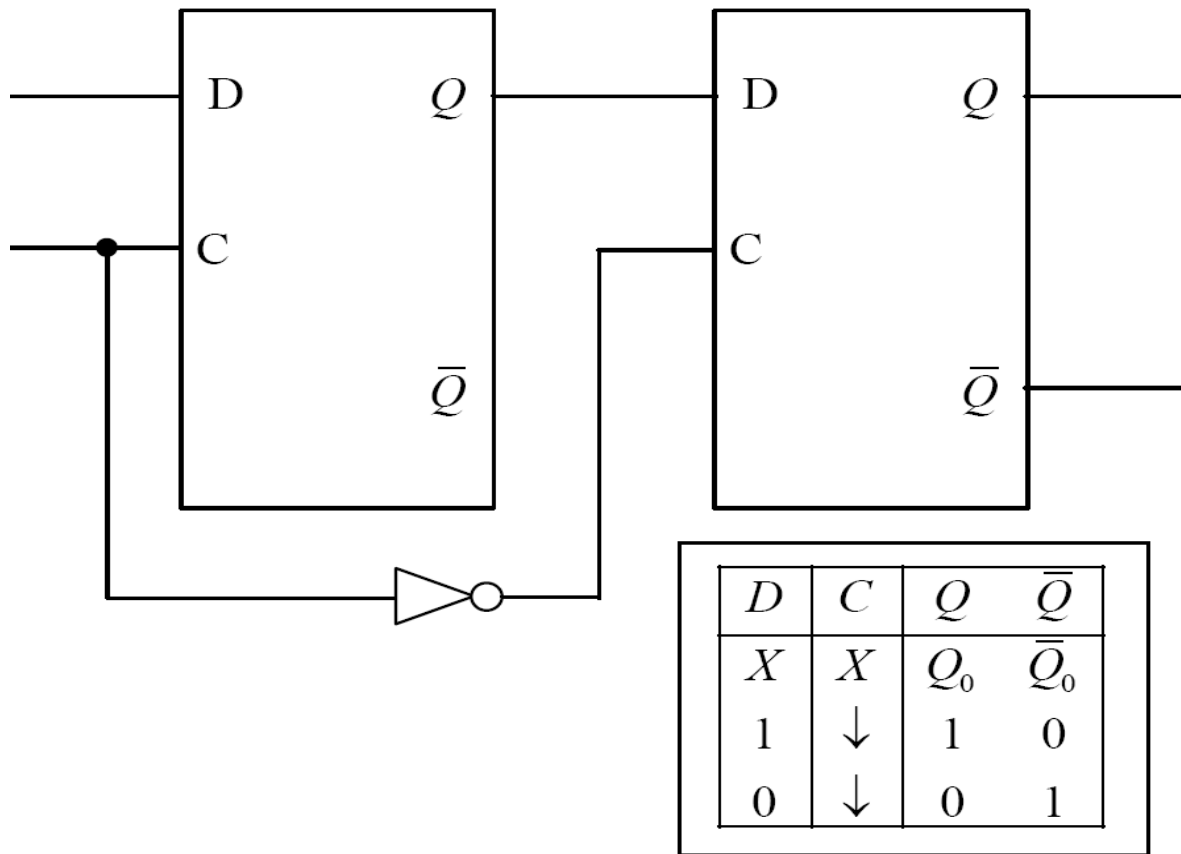 D Q D Q
C C
Q̅ Q̅
D C Q Q̅
X X Q₀ Q̅₀
1 ↓ 1 0
0 ↓ 0 1